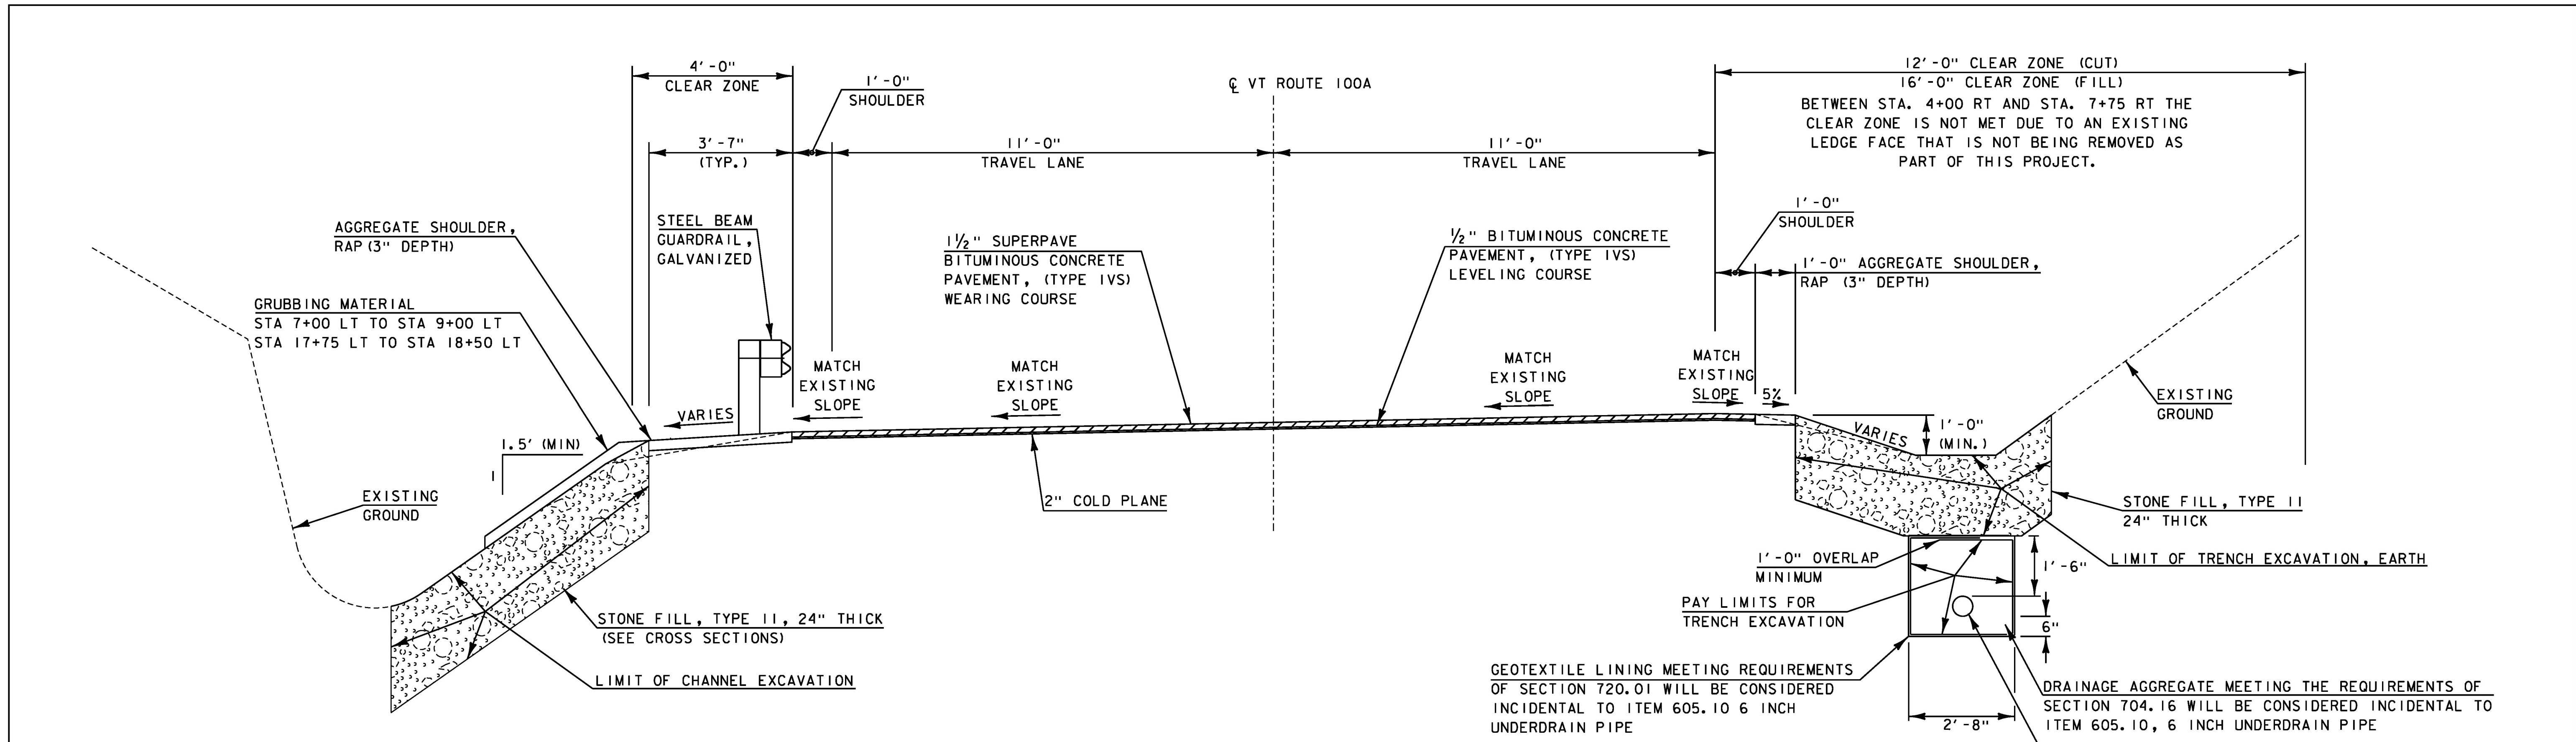 4'-0"
CLEAR ZONE
1'-0"
SHOULDER
℄ VT ROUTE 100A
12'-0" CLEAR ZONE (CUT)
16'-0" CLEAR ZONE (FILL)
BETWEEN STA. 4+00 RT AND STA. 7+75 RT THE
CLEAR ZONE IS NOT MET DUE TO AN EXISTING
LEDGE FACE THAT IS NOT BEING REMOVED AS
PART OF THIS PROJECT.
3'-7"
(TYP.)
11'-0"
TRAVEL LANE
11'-0"
TRAVEL LANE
1'-0"
SHOULDER
AGGREGATE SHOULDER,
RAP (3" DEPTH)
STEEL BEAM
GUARDRAIL,
GALVANIZED
1½" SUPERPAVE
BITUMINOUS CONCRETE
PAVEMENT, (TYPE IVS)
WEARING COURSE
½" BITUMINOUS CONCRETE
PAVEMENT, (TYPE IVS)
LEVELING COURSE
1'-0" AGGREGATE SHOULDER,
RAP (3" DEPTH)
GRUBBING MATERIAL
STA 7+00 LT TO STA 9+00 LT
STA 17+75 LT TO STA 18+50 LT
MATCH
EXISTING
SLOPE
MATCH
EXISTING
SLOPE
MATCH
EXISTING
SLOPE
MATCH
EXISTING
SLOPE
5%
VARIES
EXISTING
GROUND
1.5' (MIN)
1
VARIES
1'-0"
(MIN.)
EXISTING
GROUND
2" COLD PLANE
STONE FILL, TYPE II
24" THICK
1'-0" OVERLAP
MINIMUM
1'-6"
LIMIT OF TRENCH EXCAVATION, EARTH
PAY LIMITS FOR
TRENCH EXCAVATION
6"
STONE FILL, TYPE II, 24" THICK
(SEE CROSS SECTIONS)
LIMIT OF CHANNEL EXCAVATION
GEOTEXTILE LINING MEETING REQUIREMENTS
OF SECTION 720.01 WILL BE CONSIDERED
INCIDENTAL TO ITEM 605.10 6 INCH
UNDERDRAIN PIPE
2'-8"
DRAINAGE AGGREGATE MEETING THE REQUIREMENTS OF
SECTION 704.16 WILL BE CONSIDERED INCIDENTAL TO
ITEM 605.10, 6 INCH UNDERDRAIN PIPE